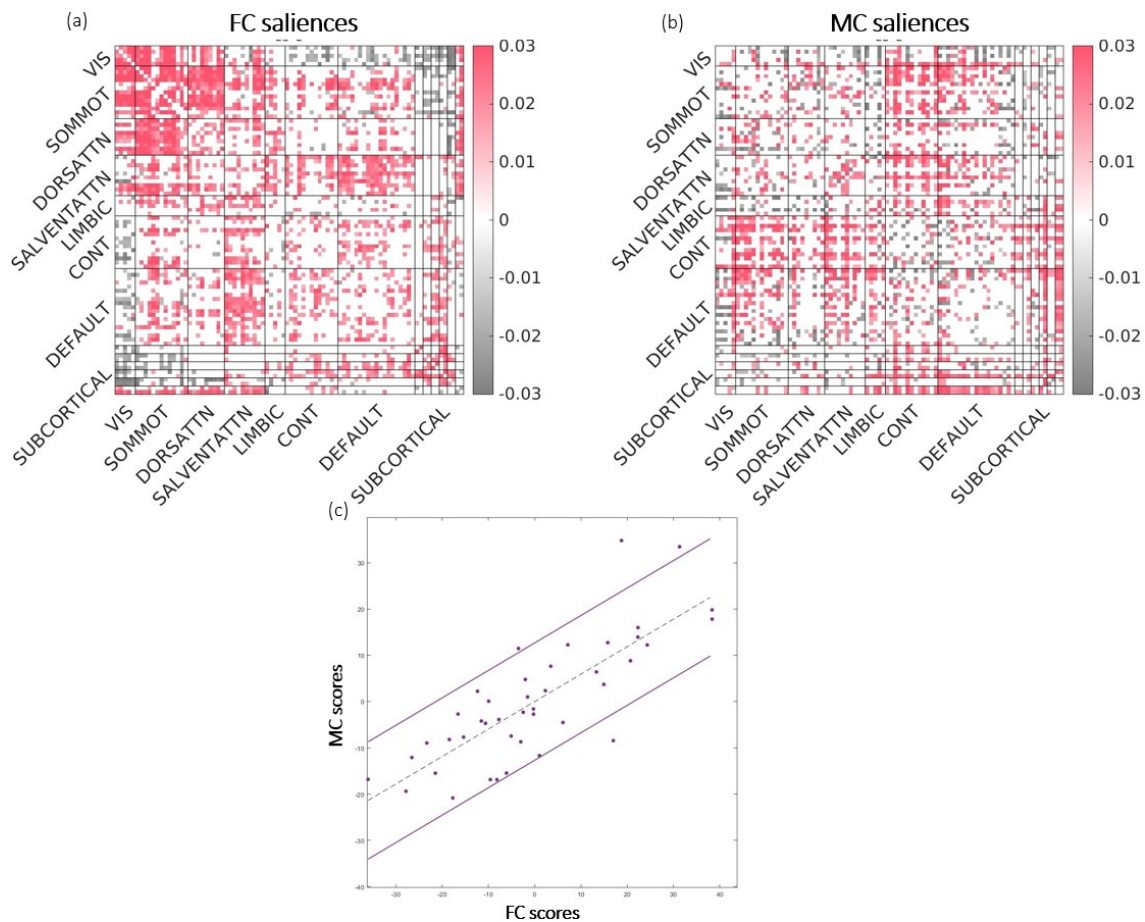 (a)
FC saliences
VIS
SOMMOT
DORSATTN
SALVENTATTN
LIMBIC
CONT
DEFAULT
SUBCORTICAL
VIS
SOMMOT
DORSATTN
SALVENTATTN
LIMBIC
CONT
DEFAULT
SUBCORTICAL
0.03
0.02
0.01
0
-0.01
-0.02
-0.03
(b)
MC saliences
VIS
SOMMOT
DORSATTN
SALVENTATTN
LIMBIC
CONT
DEFAULT
SUBCORTICAL
VIS
SOMMOT
DORSATTN
SALVENTATTN
LIMBIC
CONT
DEFAULT
SUBCORTICAL
0.03
0.02
0.01
0
-0.01
-0.02
-0.03
(c)
MC scores
30
20
10
0
-10
-20
-30
-40
-30
-20
-10
0
10
20
30
40
FC scores